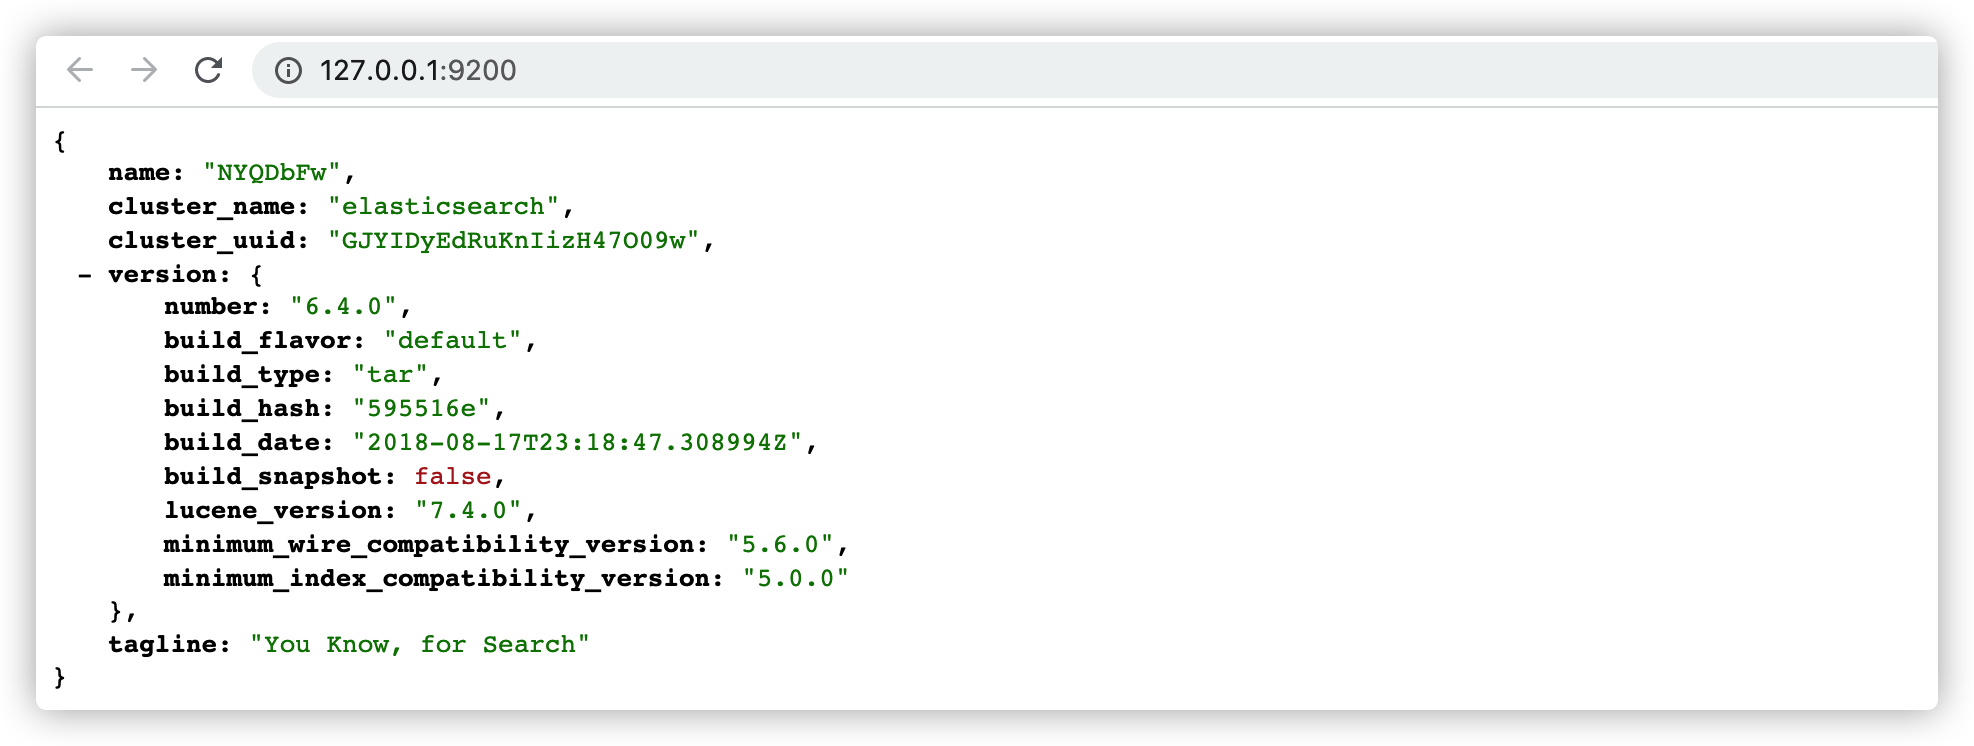 127.0.0.1:9200
{
name: "NYQDbFw",
cluster_name: "elasticsearch",
cluster_uuid: "GJYIDyEdRuKnIizH47O09w",
- version: {
number: "6.4.0",
build_flavor: "default",
build_type: "tar",
build_hash: "595516e",
build_date: "2018-08-17T23:18:47.308994Z",
build_snapshot: false,
lucene_version: "7.4.0",
minimum_wire_compatibility_version: "5.6.0",
minimum_index_compatibility_version: "5.0.0"
},
tagline: "You Know, for Search"
}